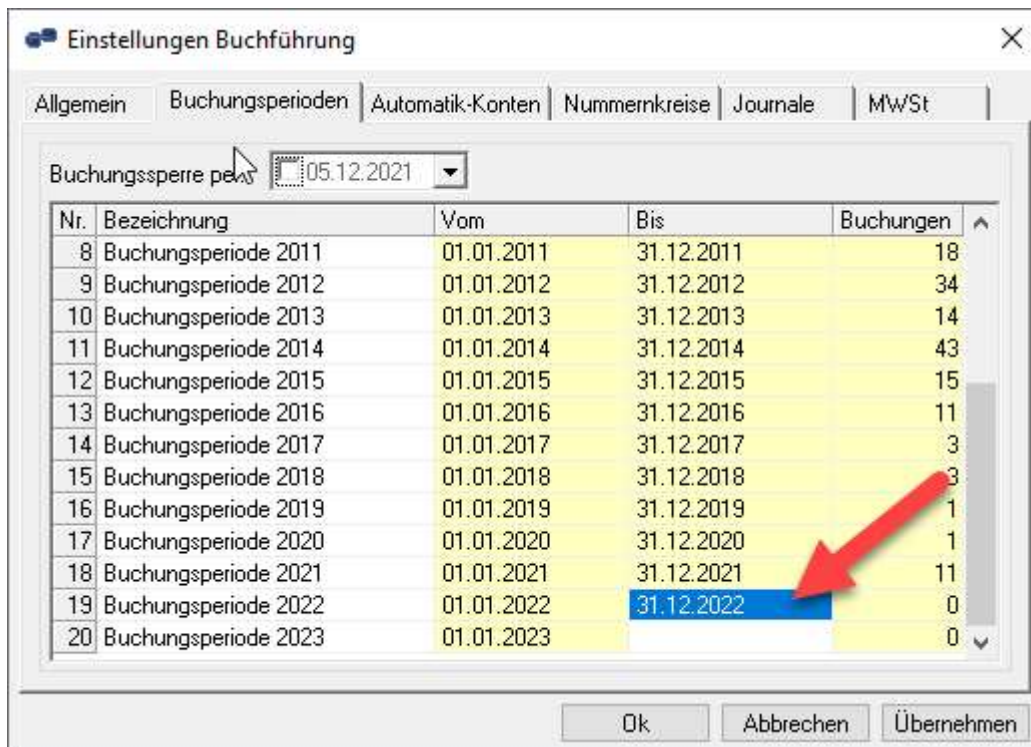 Einstellungen Buchführung
Allgemein Buchungsperioden Automatik-Konten Nummernkreise Journale MWSt
Buchungssperre 05.12.2021
Nr. Bezeichnung Vom Bis Buchungen
8 Buchungsperiode 2011 01.01.2011 31.12.2011 18
9 Buchungsperiode 2012 01.01.2012 31.12.2012 34
10 Buchungsperiode 2013 01.01.2013 31.12.2013 14
11 Buchungsperiode 2014 01.01.2014 31.12.2014 43
12 Buchungsperiode 2015 01.01.2015 31.12.2015 15
13 Buchungsperiode 2016 01.01.2016 31.12.2016 11
14 Buchungsperiode 2017 01.01.2017 31.12.2017 3
15 Buchungsperiode 2018 01.01.2018 31.12.2018 3
16 Buchungsperiode 2019 01.01.2019 31.12.2019 1
17 Buchungsperiode 2020 01.01.2020 31.12.2020 1
18 Buchungsperiode 2021 01.01.2021 31.12.2021 11
19 Buchungsperiode 2022 01.01.2022 31.12.2022 0
20 Buchungsperiode 2023 01.01.2023 0
Ok Abbrechen Übernehmen